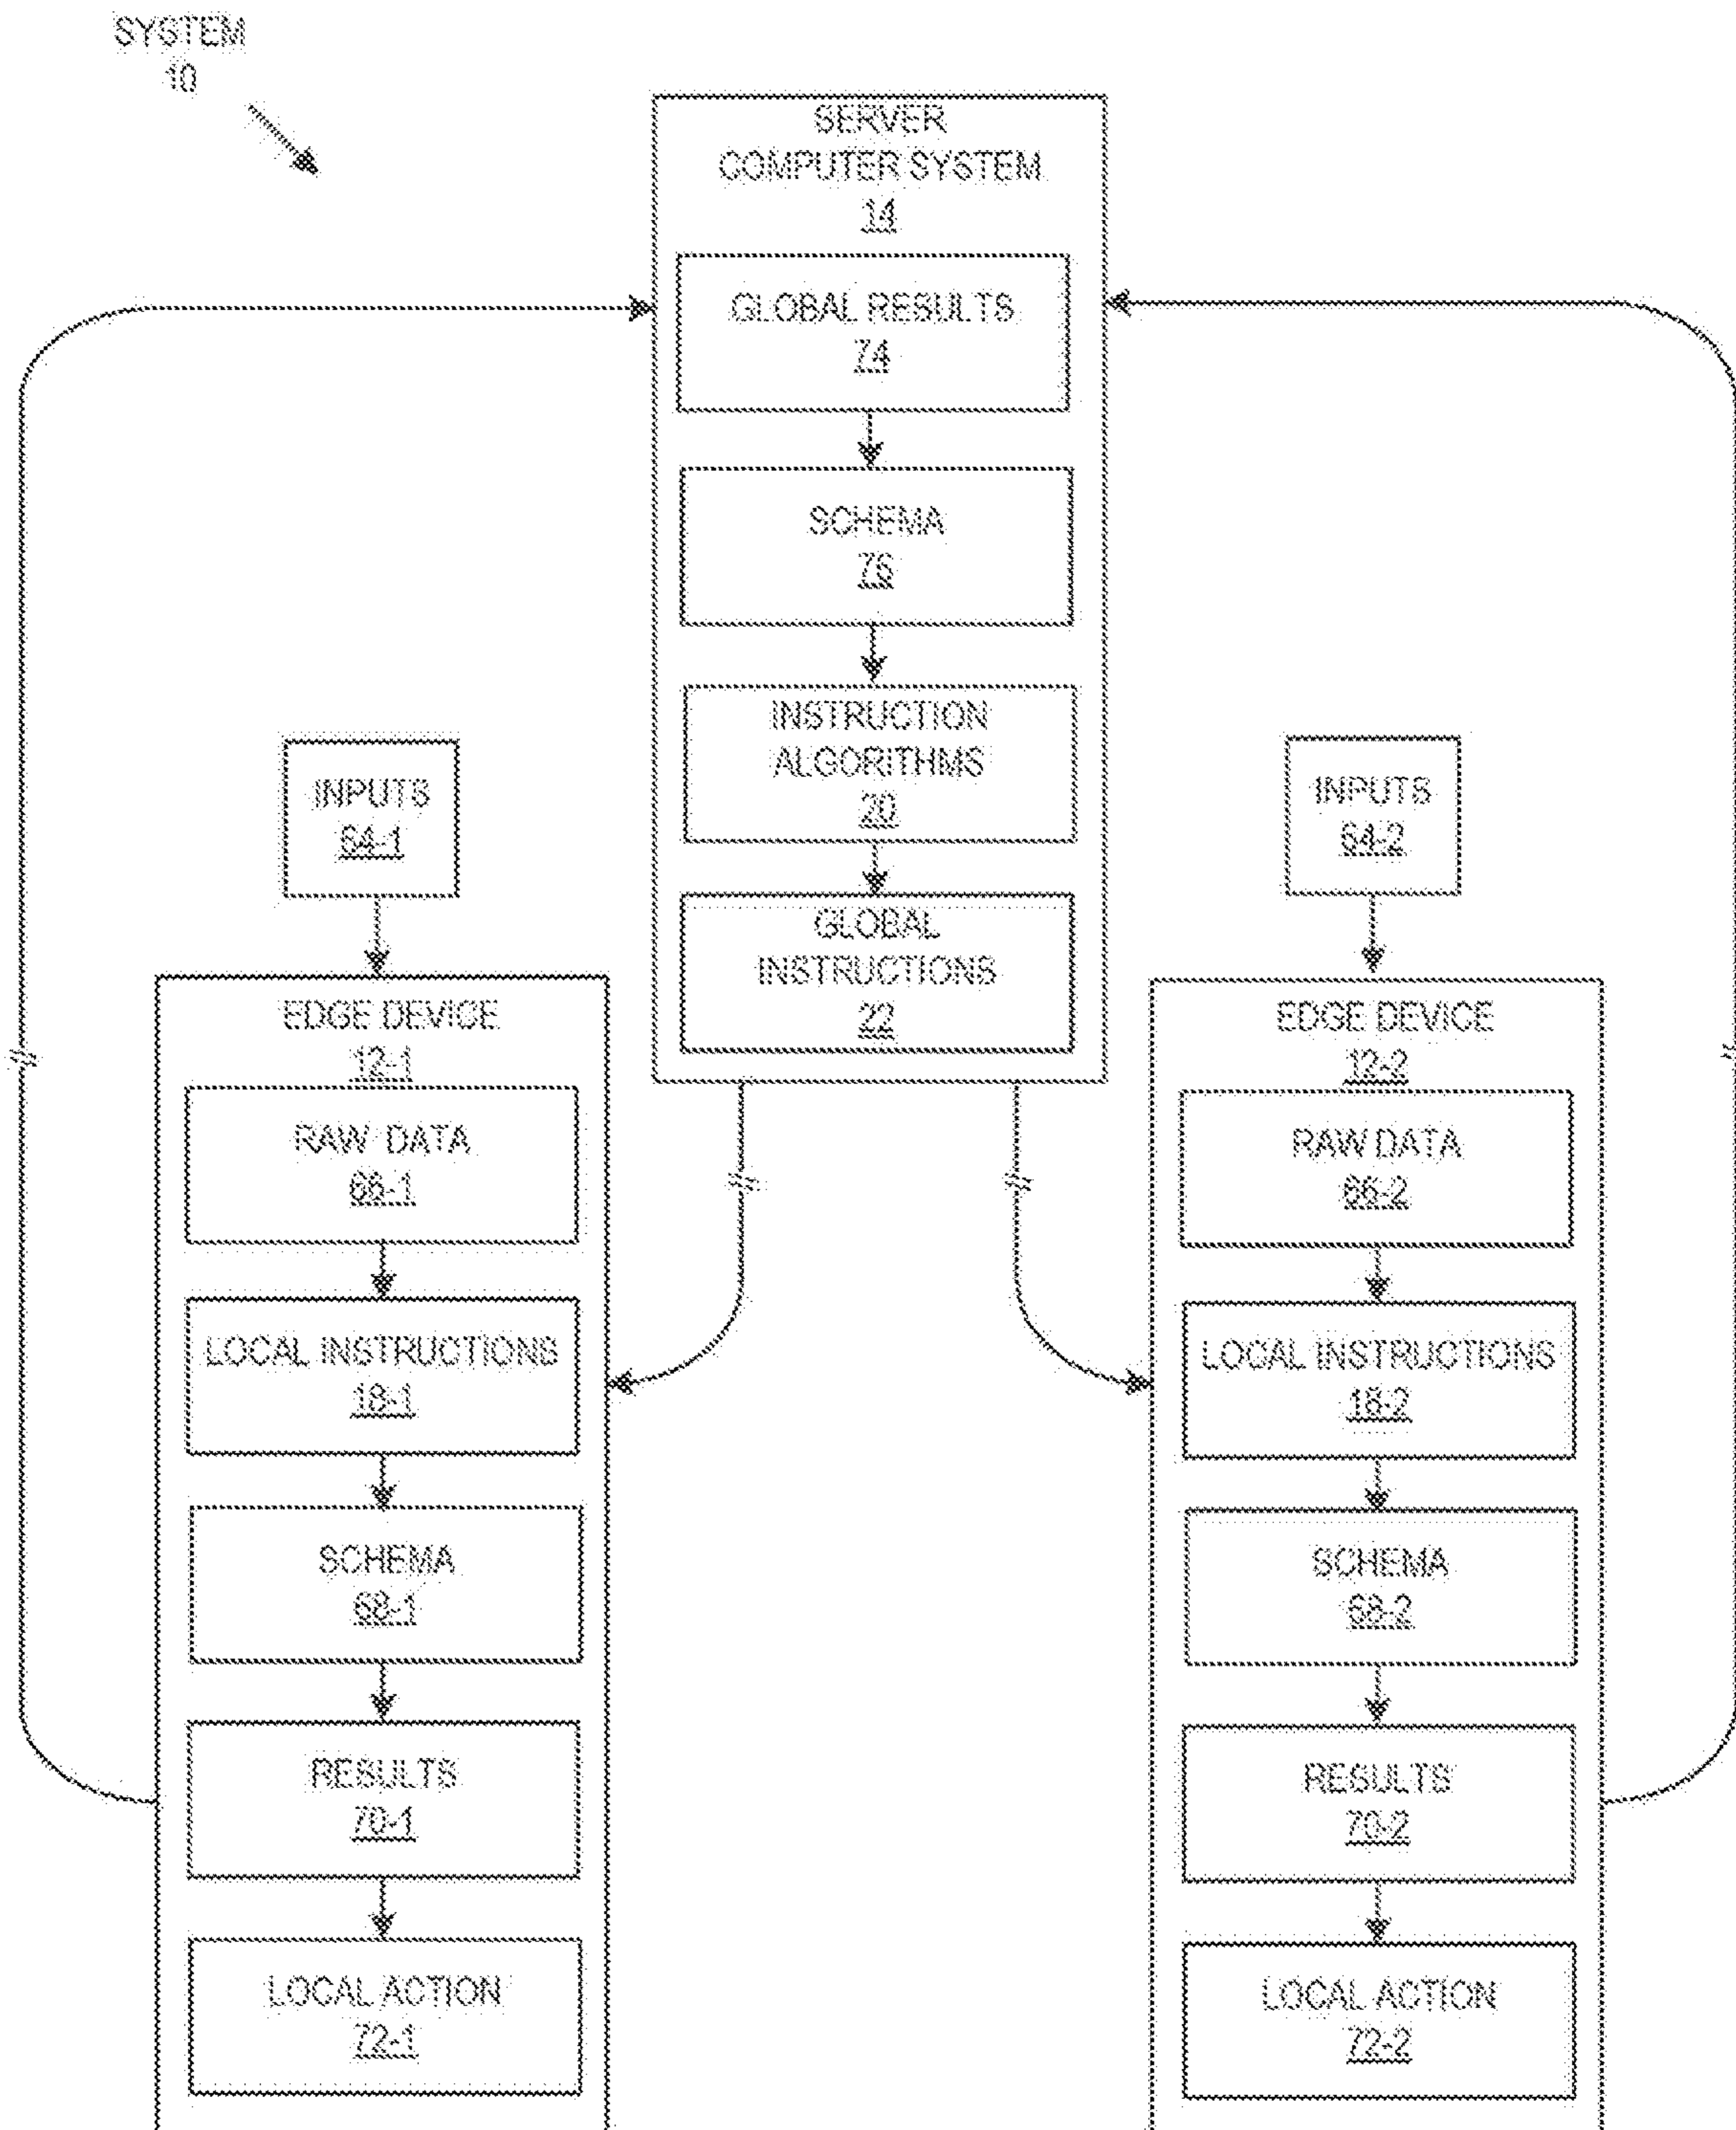 SYSTEM
10
SERVER
COMPUTER SYSTEM
14
GLOBAL RESULTS
74
SCHEMA
76
INSTRUCTION
ALGORITHMS
20
GLOBAL
INSTRUCTIONS
22
INPUTS
64-1
EDGE DEVICE
12-1
RAW DATA
66-1
LOCAL INSTRUCTIONS
18-1
SCHEMA
68-1
RESULTS
70-1
LOCAL ACTION
72-1
INPUTS
64-2
EDGE DEVICE
12-2
RAW DATA
66-2
LOCAL INSTRUCTIONS
18-2
SCHEMA
68-2
RESULTS
70-2
LOCAL ACTION
72-2